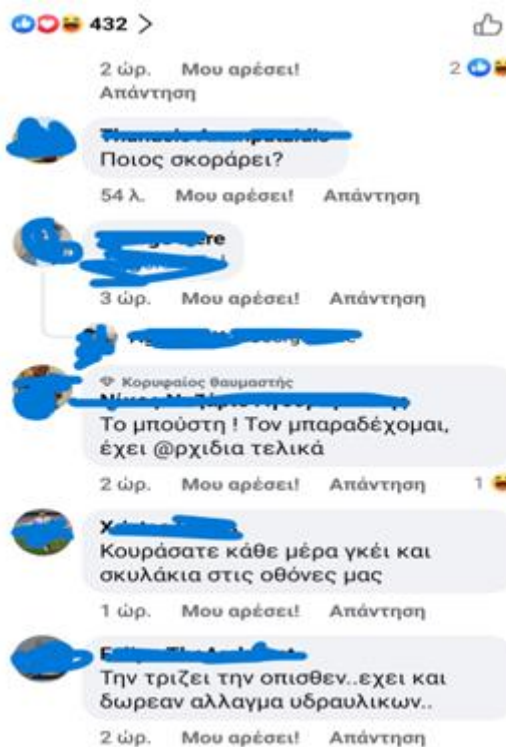 432 >
2 ώρ. Μου αρέσει! 2
Απάντηση
Ποιος σκοράρει?
54 λ. Μου αρέσει! Απάντηση
3 ώρ. Μου αρέσει! Απάντηση
Κορυφαίος θαυμαστής
Το μπούστη ! Τον μπαραδέχομαι,
έχει @ρχιδια τελικά
2 ώρ. Μου αρέσει! Απάντηση 1
Κουράσατε κάθε μέρα γκέι και
σκυλάκια στις οθόνες μας
1 ώρ. Μου αρέσει! Απάντηση
Την τριζει την οπισθεν..εχει και
δωρεαν αλλαγμα υδραυλικων..
2 ώρ. Μου αρέσει! Απάντηση